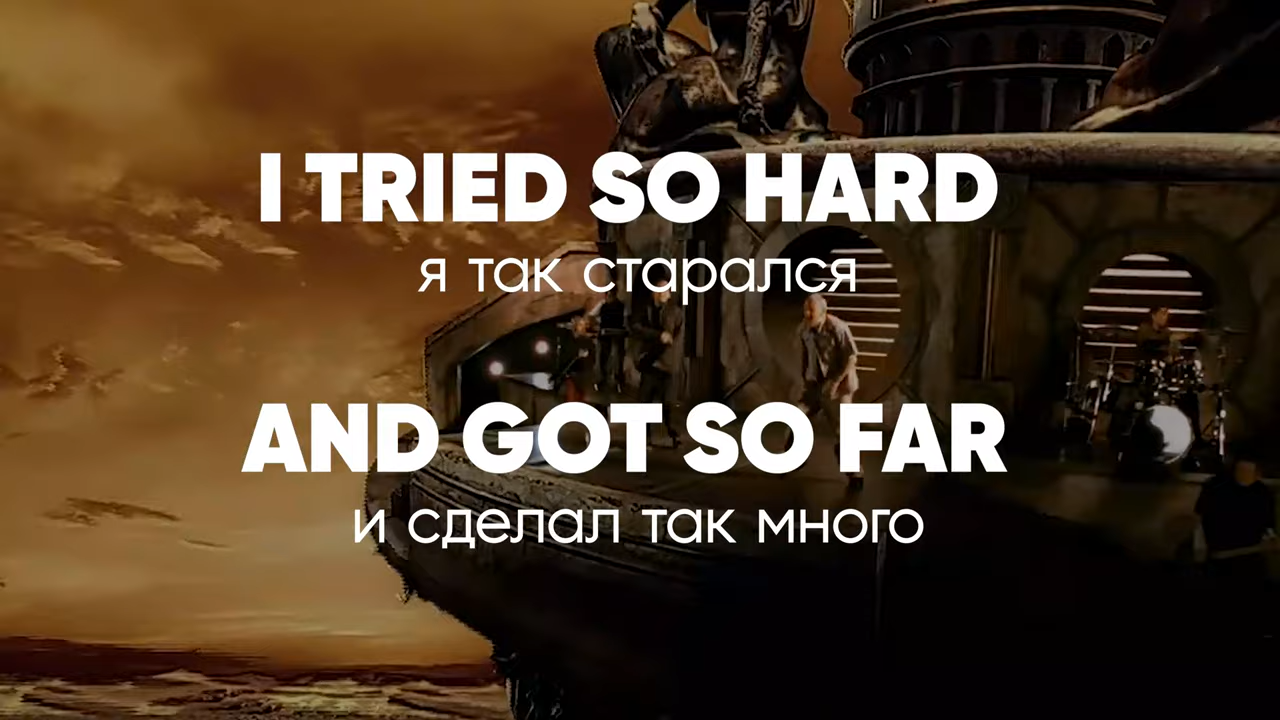 I TRIED SO HARD
я так старался
AND GOT SO FAR
и сделал так много